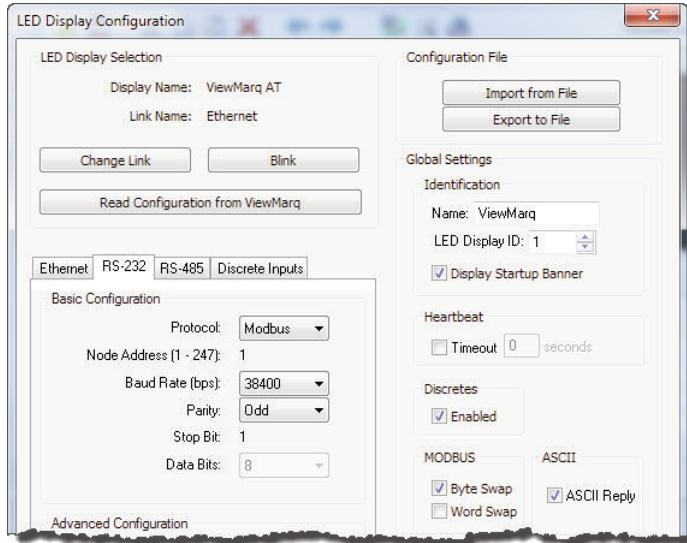 LED Display Configuration
LED Display Selection
Display Name: ViewMarq AT
Link Name: Ethernet
Change Link
Blink
Read Configuration from ViewMarq
Ethernet
RS-232
RS-485
Discrete Inputs
Basic Configuration
Protocol: Modbus
Node Address (1 - 247): 1
Baud Rate (bps): 38400
Parity: Odd
Stop Bit: 1
Data Bits: 8
Advanced Configuration
Configuration File
Import from File
Export to File
Global Settings
Identification
Name: ViewMarq
LED Display ID: 1
Display Startup Banner
Heartbeat
Timeout 0 seconds
Discretes
Enabled
MODBUS
Byte Swap
Word Swap
ASCII
ASCII Reply